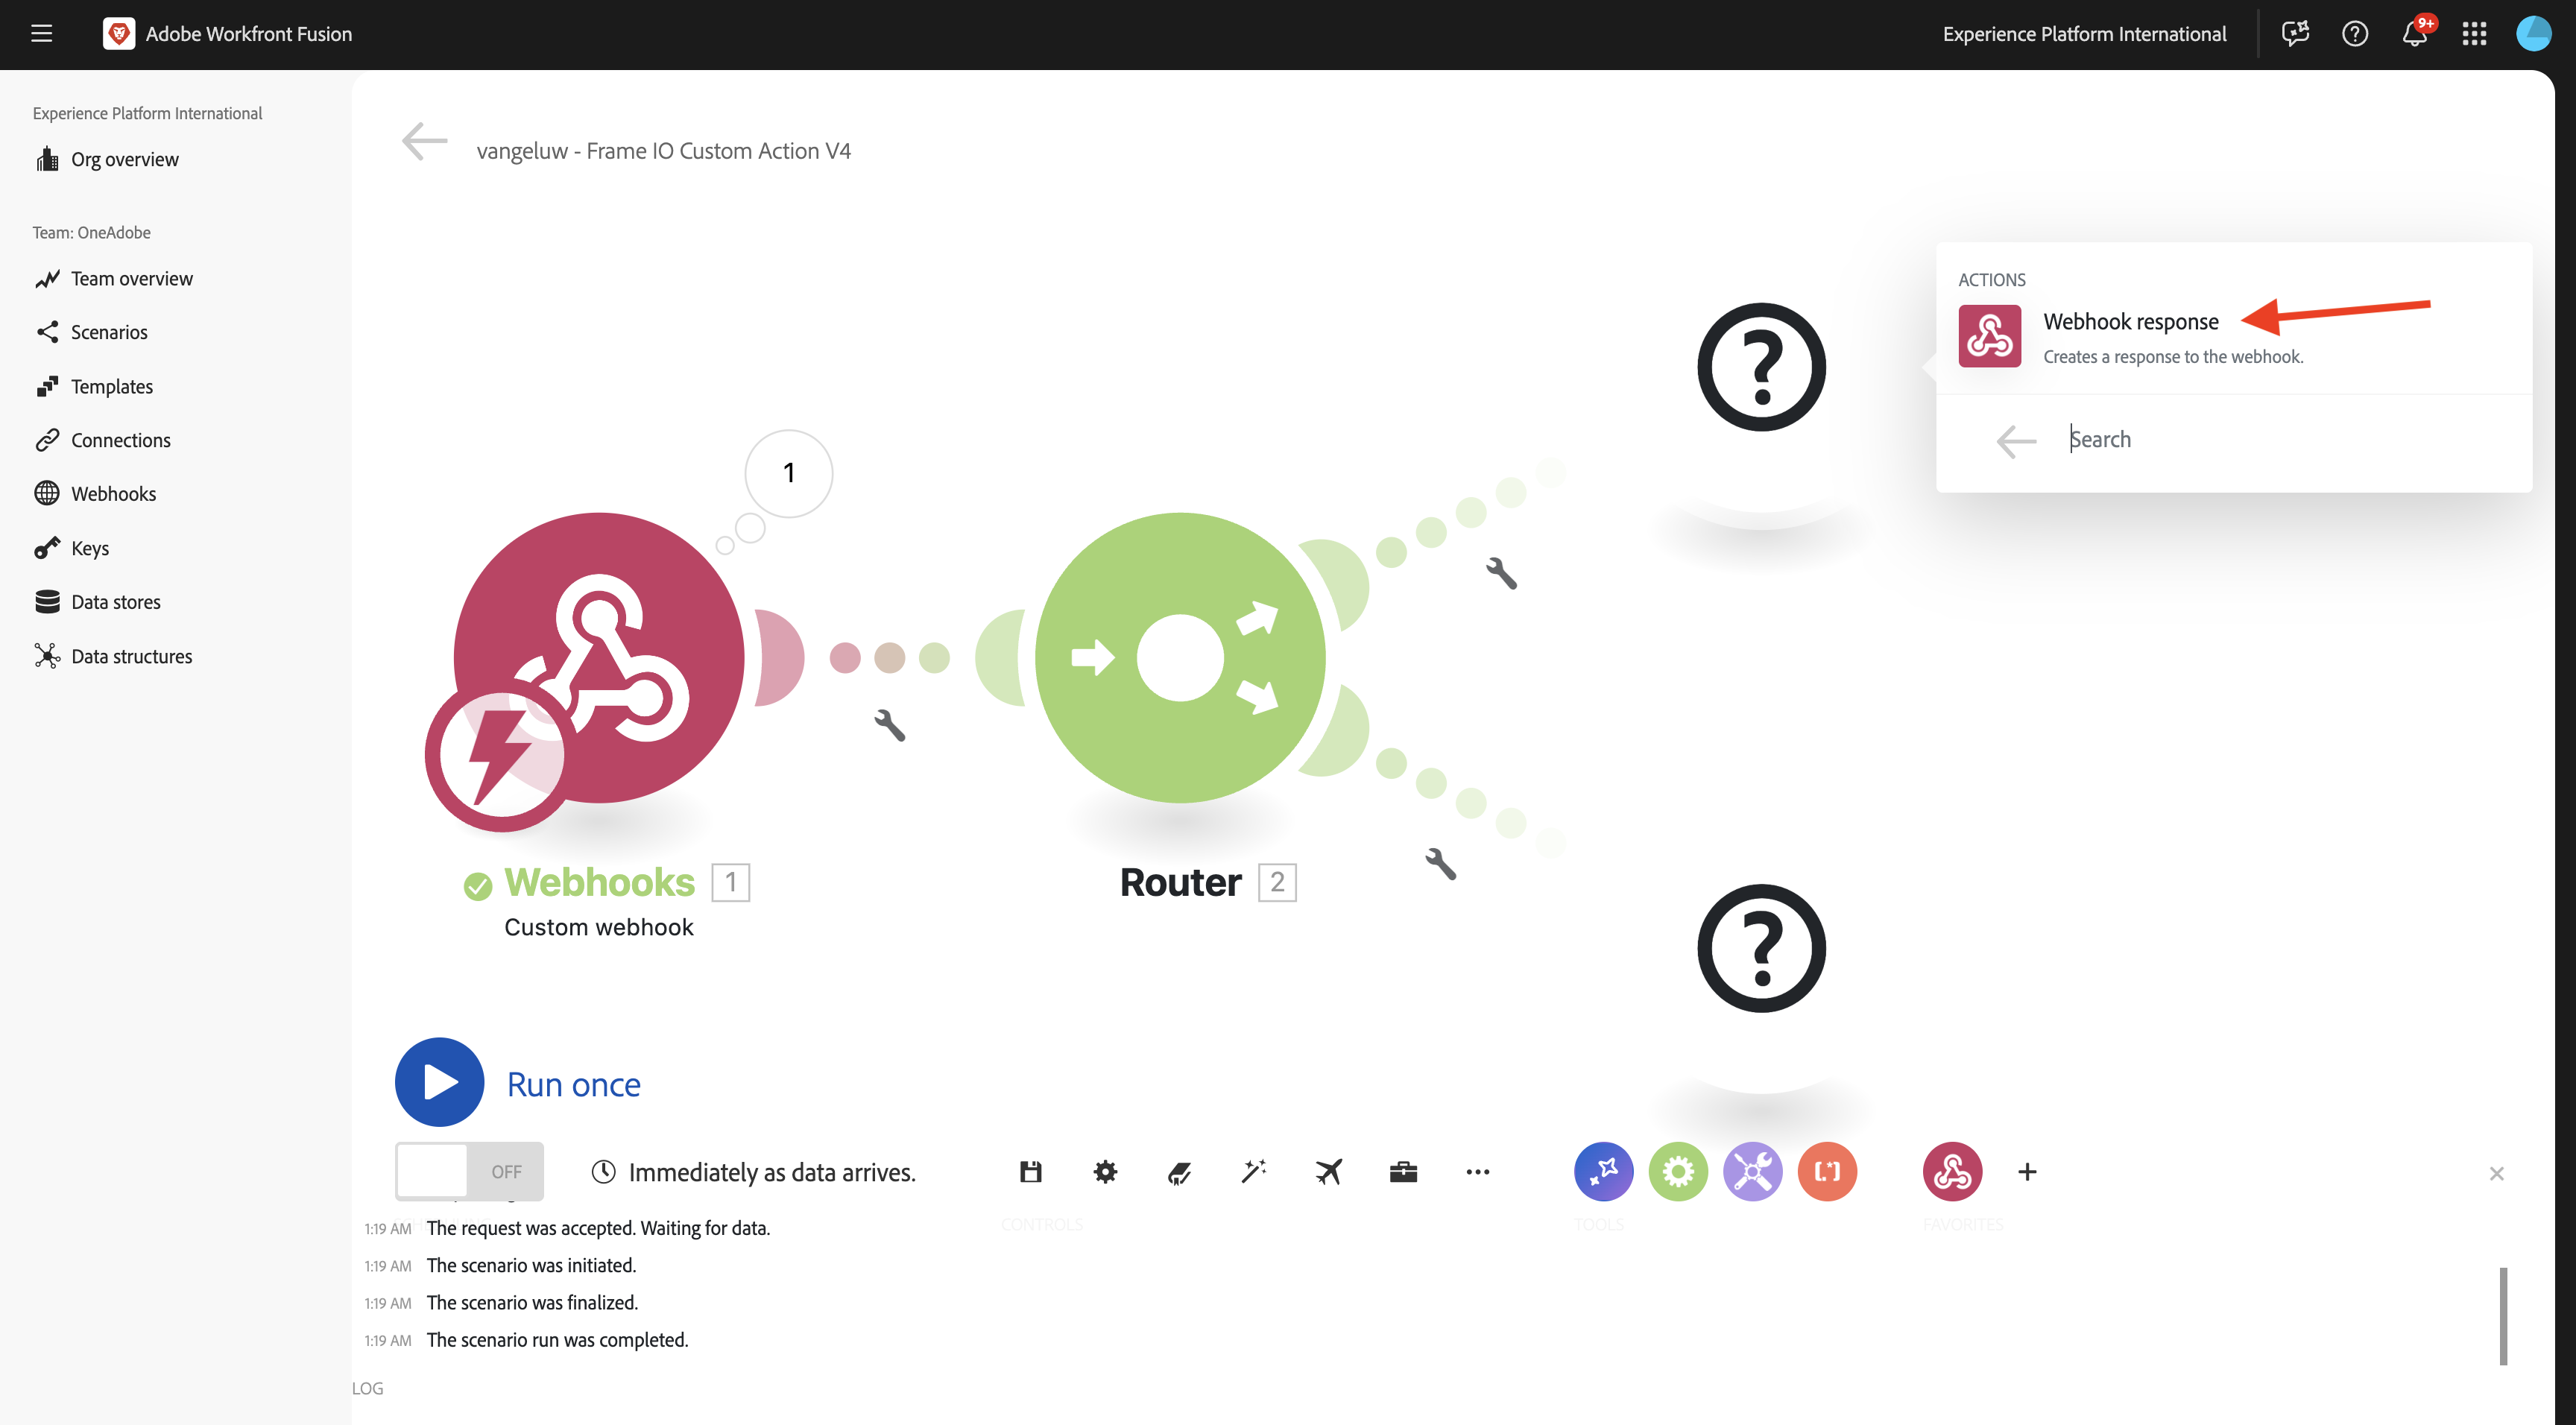 Adobe Workfront Fusion
Experience Platform International
9+
Experience Platform International
Org overview
Team: OneAdobe
Team overview
Scenarios
Templates
Connections
Webhooks
Keys
Data stores
Data structures
vangeluw - Frame IO Custom Action V4
ACTIONS
Webhook response
Creates a response to the webhook.
Search
1
?
Webhooks 1
Custom webhook
Router 2
?
Run once
OFF
Immediately as data arrives.
CONTROLS
TOOLS
FAVORITES
1:19 AM The request was accepted. Waiting for data.
1:19 AM The scenario was initiated.
1:19 AM The scenario was finalized.
1:19 AM The scenario run was completed.
LOG